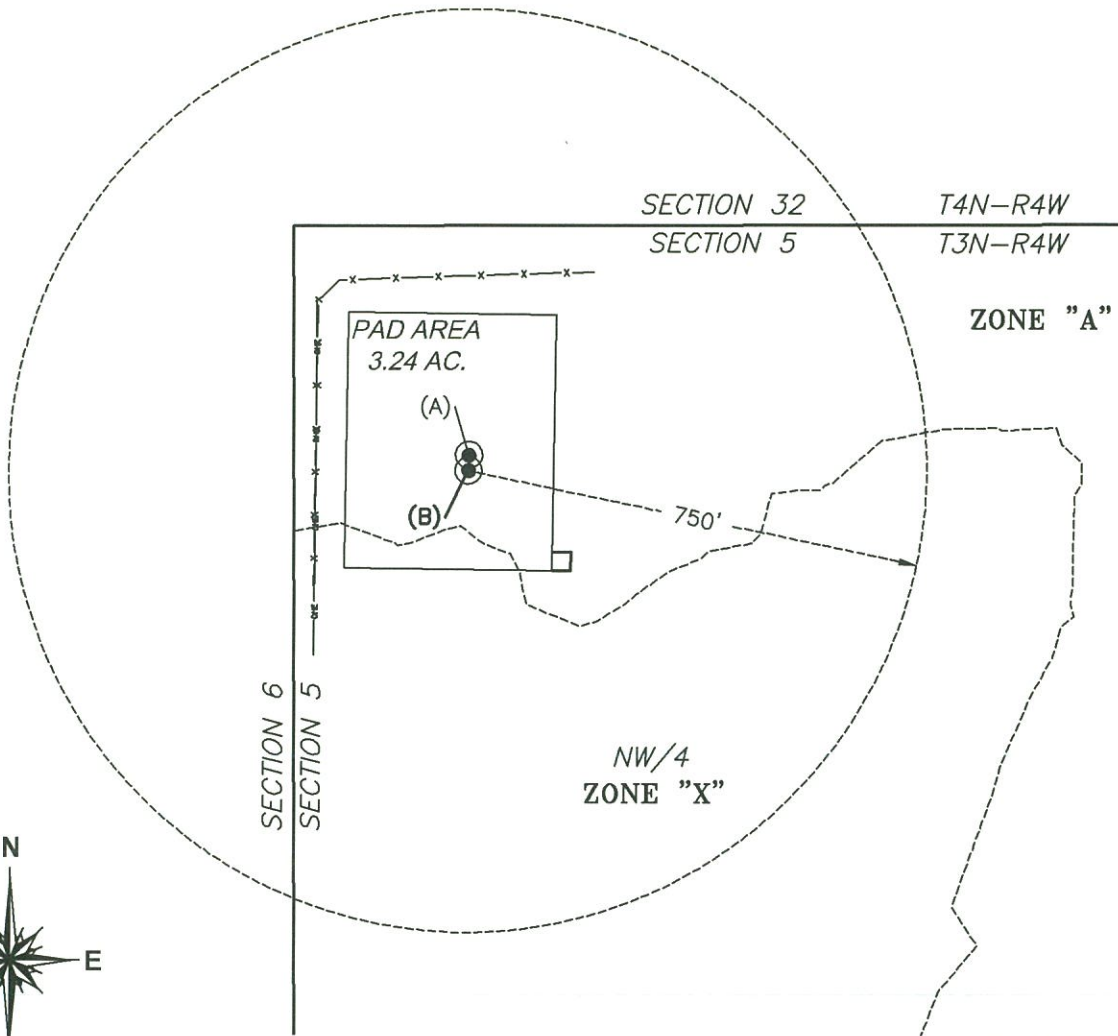 SECTION 32
T4N-R4W
SECTION 5
T3N-R4W
ZONE "A"
PAD AREA
3.24 AC.
(A)
(B)
750'
SECTION 6
SECTION 5
NW/4
ZONE "X"
N
E